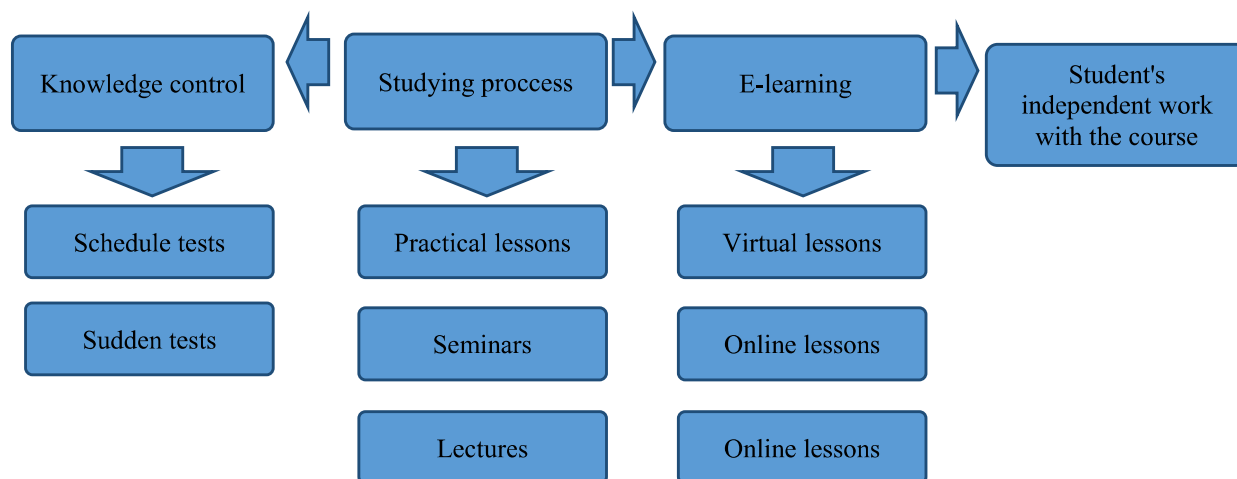 Knowledge control
Studying proccess
E-learning
Student's
independent work
with the course
Schedule tests
Practical lessons
Virtual lessons
Sudden tests
Seminars
Online lessons
Lectures
Online lessons